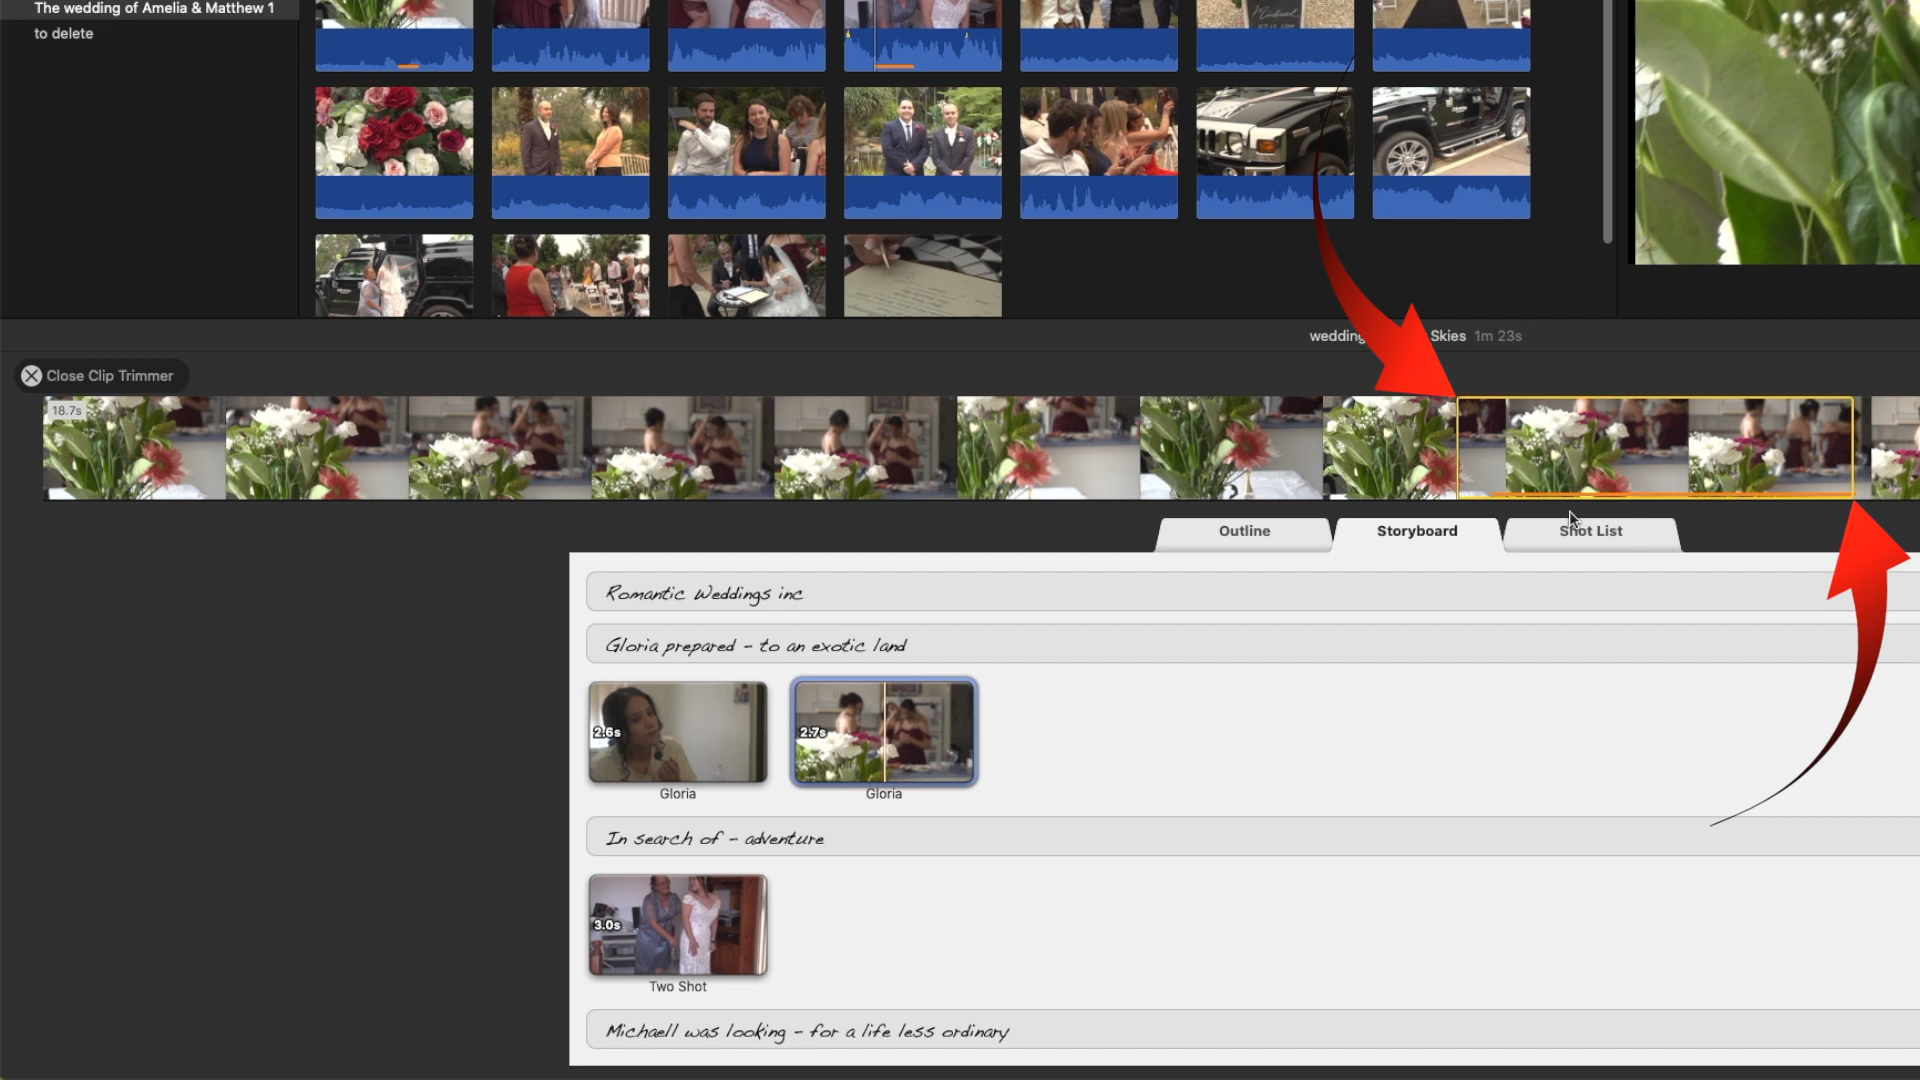 The wedding of Amelia & Matthew 1
to delete
Michael
wedding Skies 1m 23s
Close Clip Trimmer
18.7s
Outline
Storyboard
Shot List
Romantic Weddings inc
Gloria prepared - to an exotic land
2.6s
2.7s
Gloria
Gloria
In search of - adventure
3.0s
Two Shot
Michaell was looking - for a life less ordinary